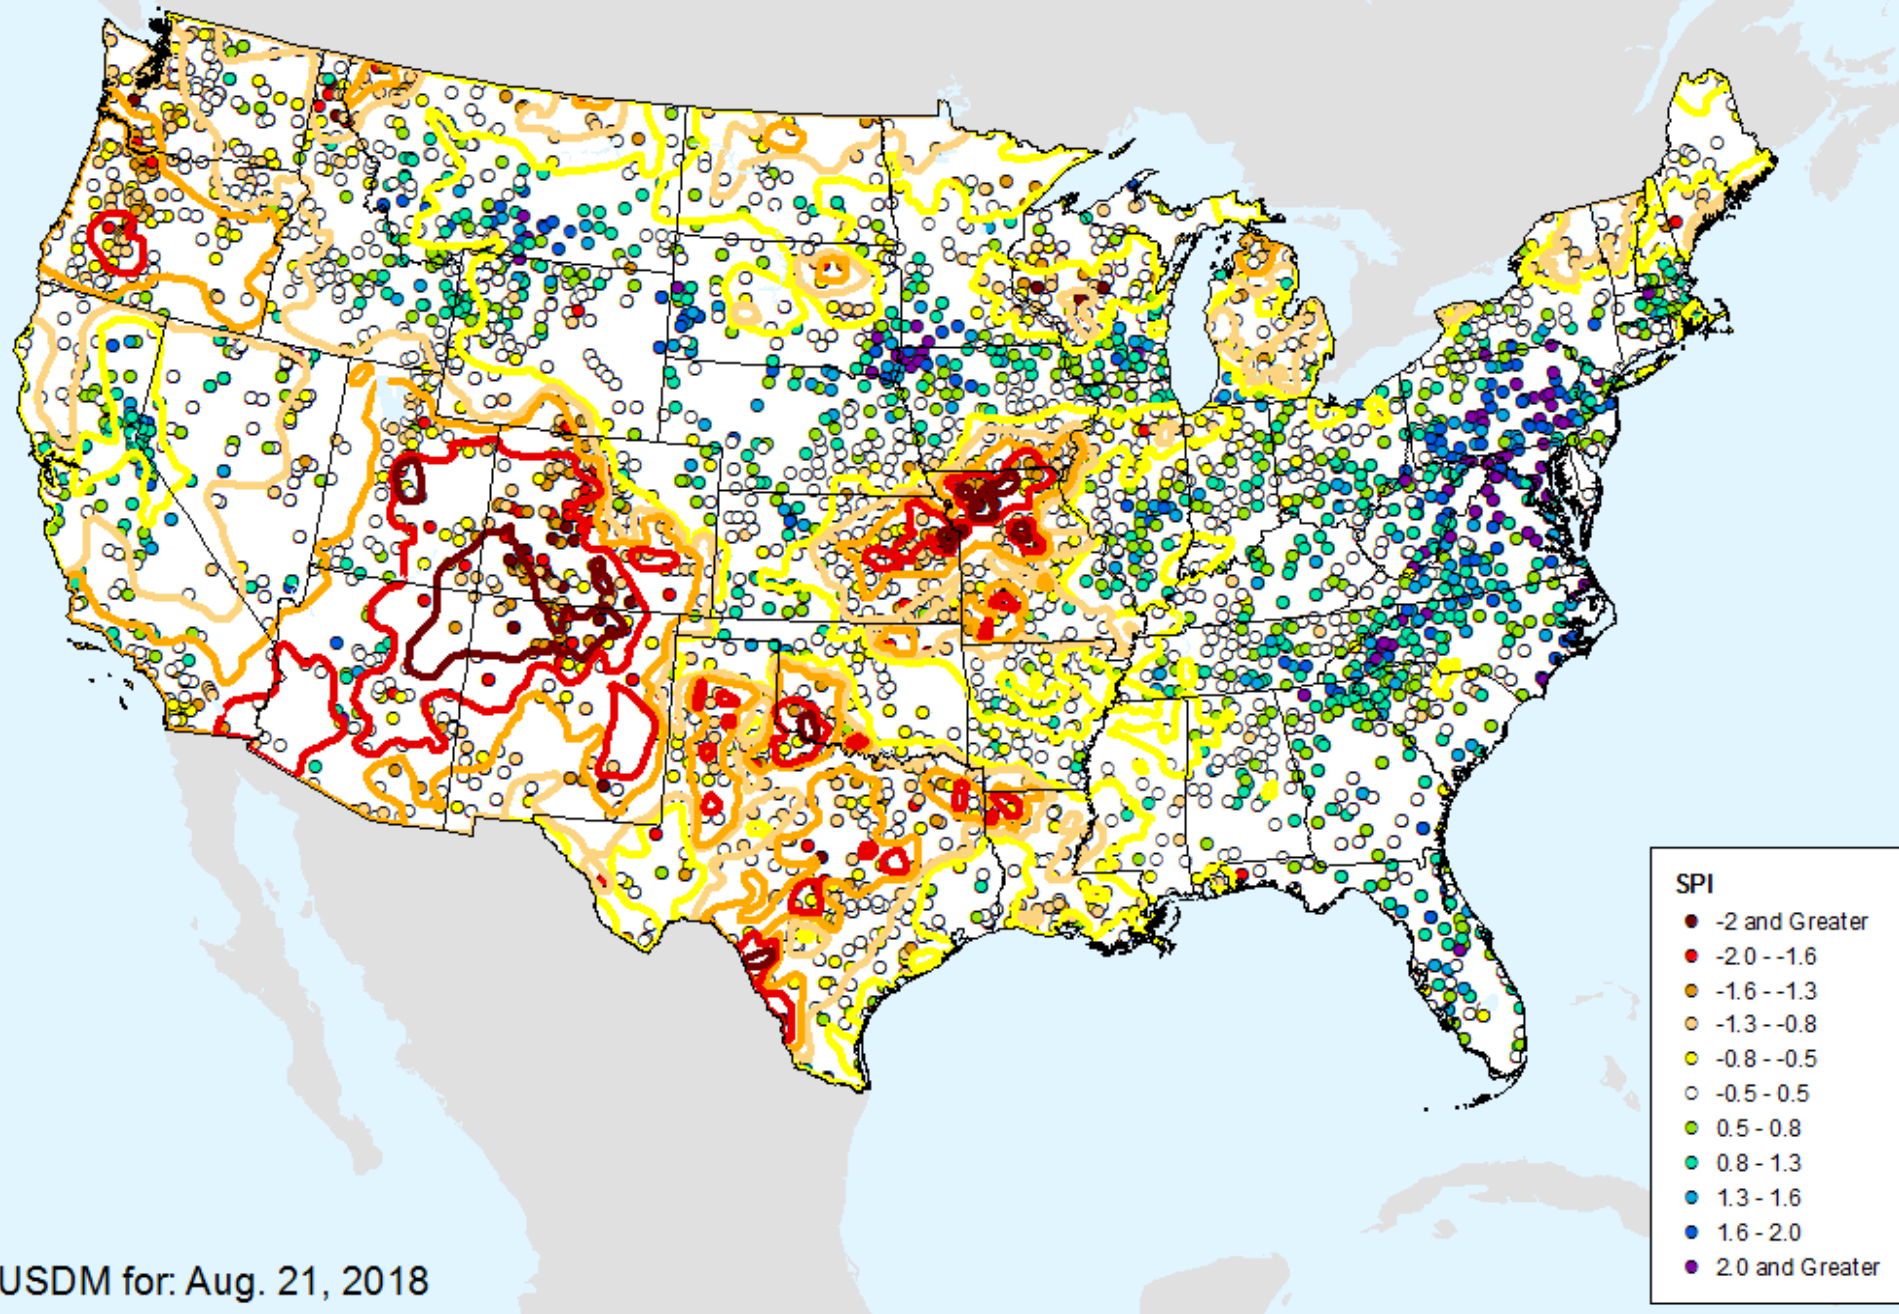 SPI
-2 and Greater
-2.0 - -1.6
-1.6 - -1.3
-1.3 - -0.8
-0.8 - -0.5
-0.5 - 0.5
0.5 - 0.8
0.8 - 1.3
1.3 - 1.6
1.6 - 2.0
2.0 and Greater
USDM for: Aug. 21, 2018